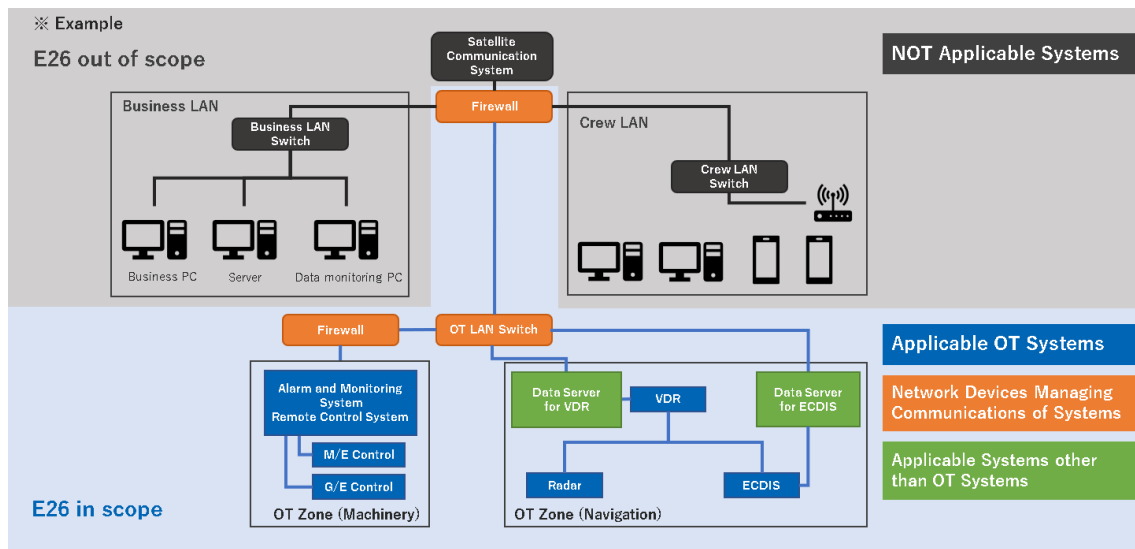 ※ Example
E26 out of scope
Satellite
Communication
System
NOT Applicable Systems
Business LAN
Firewall
Crew LAN
Business LAN
Switch
Crew LAN
Switch
Business PC
Server
Data monitoring PC
Firewall
OT LAN Switch
Applicable OT Systems
Alarm and Monitoring
System
Remote Control System
M/E Control
G/E Control
OT Zone (Machinery)
Data Server
for VDR
VDR
Data Server
for ECDIS
Radar
ECDIS
OT Zone (Navigation)
Network Devices Managing
Communications of Systems
Applicable Systems other
than OT Systems
E26 in scope